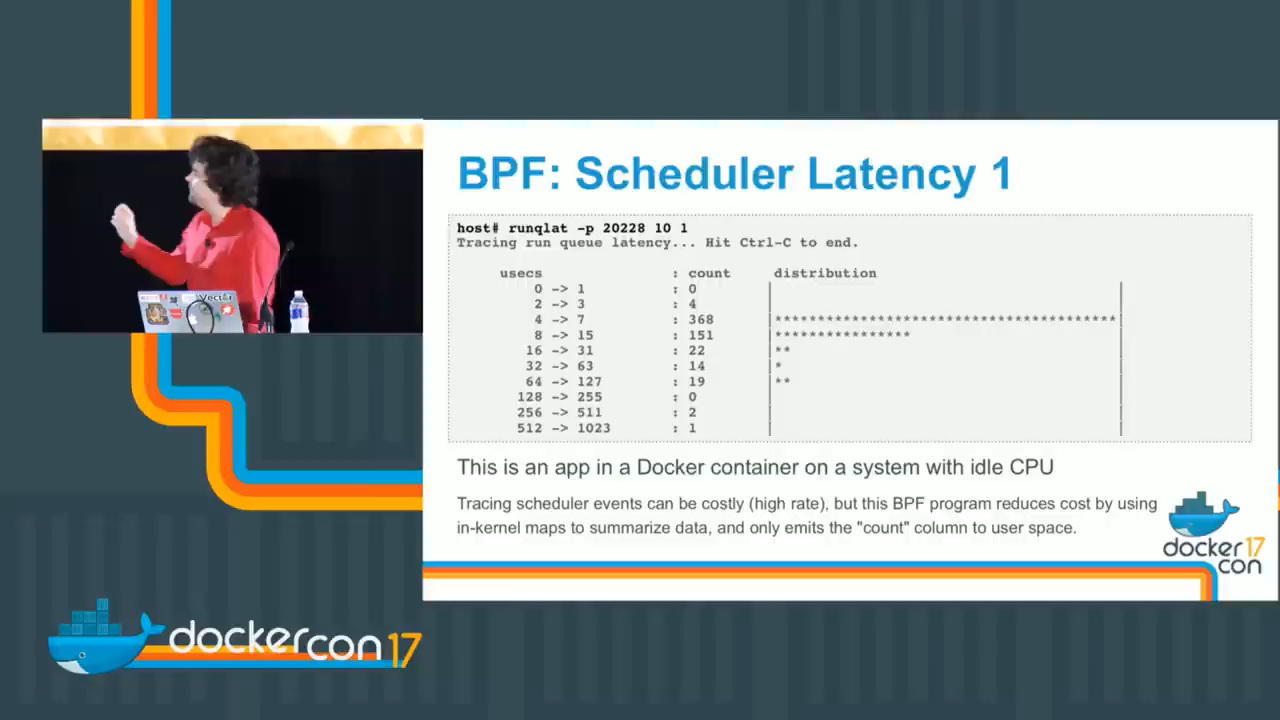 BPF: Scheduler Latency 1
host# runqlat -p 20228 10 1
Tracing run queue latency... Hit Ctrl-C to end.
usecs : count distribution
0 -> 1 : 0 | |
2 -> 3 : 4 | |
4 -> 7 : 368 |****************************************|
8 -> 15 : 151 |**************** |
16 -> 31 : 22 |** |
32 -> 63 : 14 |* |
64 -> 127 : 19 |** |
128 -> 255 : 0 | |
256 -> 511 : 2 | |
512 -> 1023 : 1 | |
This is an app in a Docker container on a system with idle CPU
Tracing scheduler events can be costly (high rate), but this BPF program reduces cost by using
in-kernel maps to summarize data, and only emits the "count" column to user space.
docker 17
con
Vector
dockercon 17